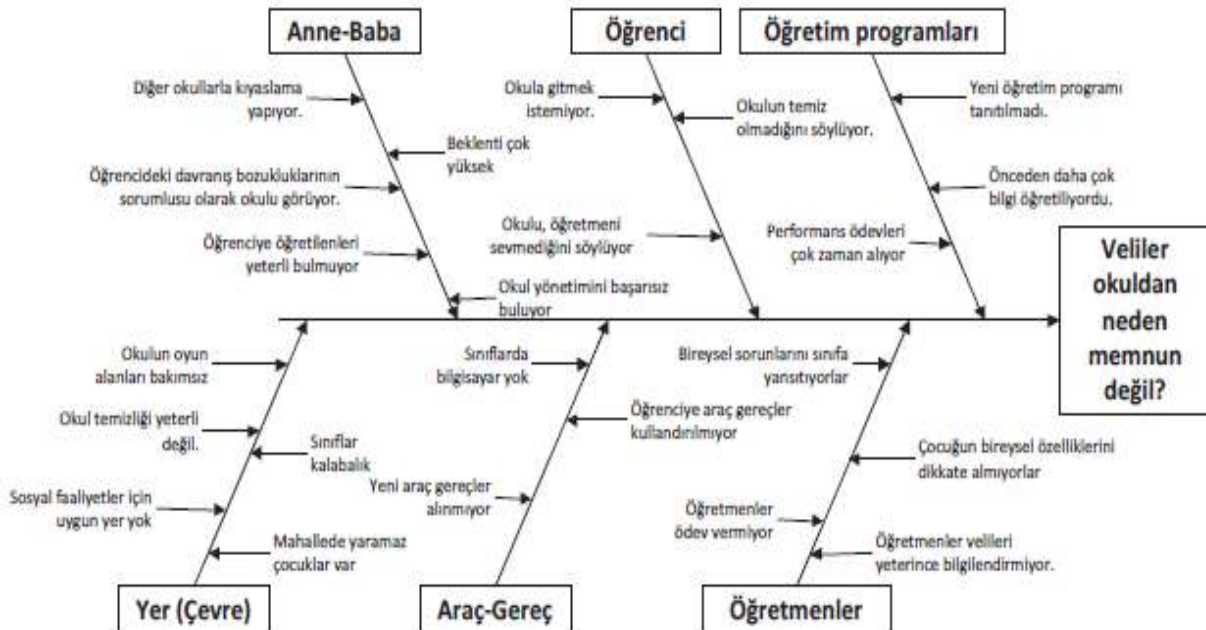 Anne-Baba
Öğrenci
Öğretim programları
Diğer okullarla kıyaslama
yapıyor.
Beklenti çok
yüksek
Öğrencideki davranış bozukluklarının
sorumlusu olarak okulu görüyor.
Öğrenciye öğretilenleri
yeterli bulmuyor
Okul yönetimini başarısız
buluyor
Okula gitmek
istemiyor.
Okulun temiz
olmadığını söylüyor.
Okulu, öğretmeni
sevmediğini söylüyor
Yeni öğretim programı
tanıtılmadı.
Önceden daha çok
bilgi öğretiliyordu.
Performans ödevleri
çok zaman alıyor
Veliler
okuldan
neden
memnun
değil?
Okulun oyun
alanları bakımsız
Okul temizliği yeterli
değil.
Sınıflar
kalabalık
Sosyal faaliyetler için
uygun yer yok
Mahallede yaramaz
çocuklar var
Sınıflarda
bilgisayar yok
Öğrenciye araç gereçler
kullandırılmıyor
Yeni araç gereçler
alınmıyor
Bireysel sorunlarını sınıfa
yansıtıyorlar
Çocuğun bireysel özelliklerini
dikkate almıyorlar
Öğretmenler
ödev vermiyor
Öğretmenler velileri
yeterince bilgilendirmiyor.
Yer (Çevre)
Araç-Gereç
Öğretmenler